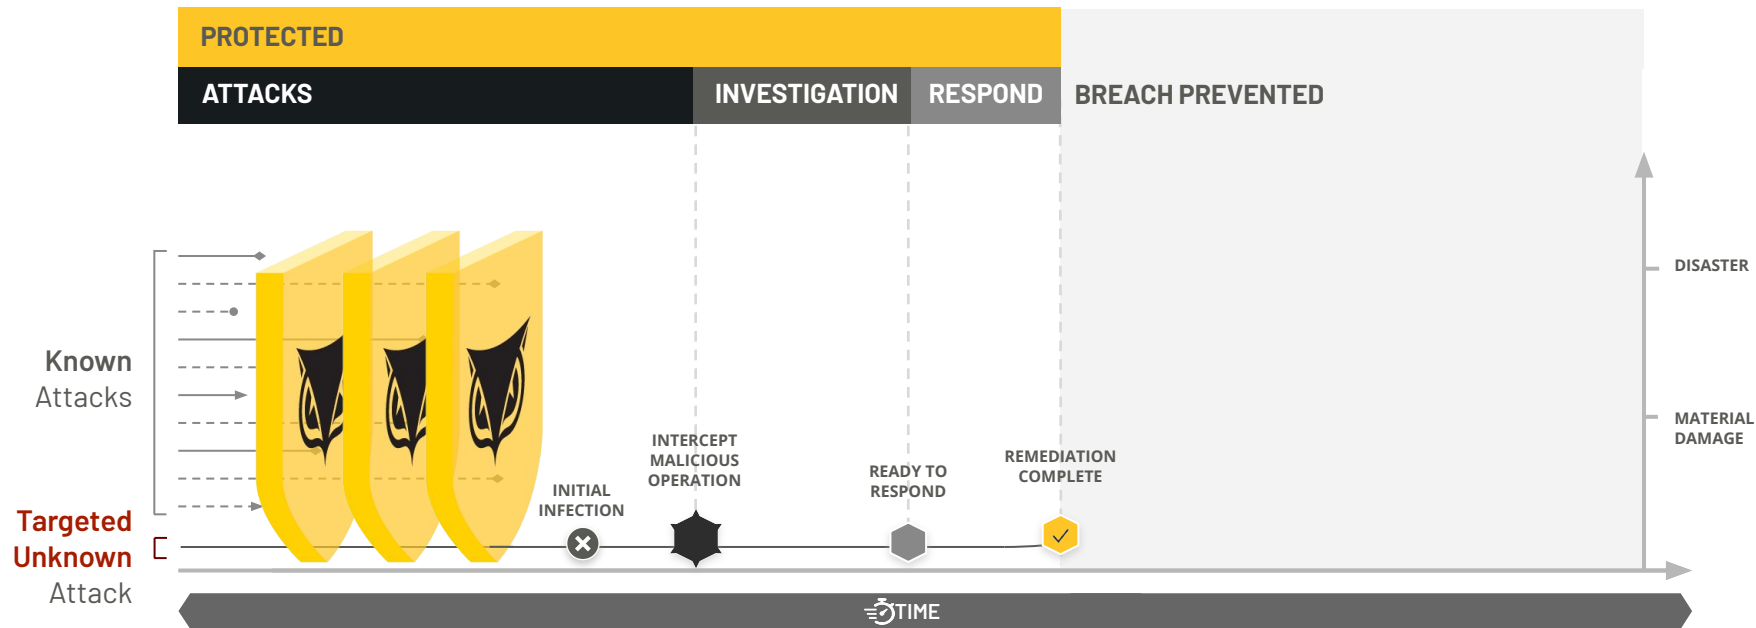 PROTECTED
ATTACKS
INVESTIGATION
RESPOND
BREACH PREVENTED
DISASTER
MATERIAL
DAMAGE
Known
Attacks
Targeted
Unknown
Attack
INITIAL
INFECTION
INTERCEPT
MALICIOUS
OPERATION
READY TO
RESPOND
REMEDIATION
COMPLETE
TIME